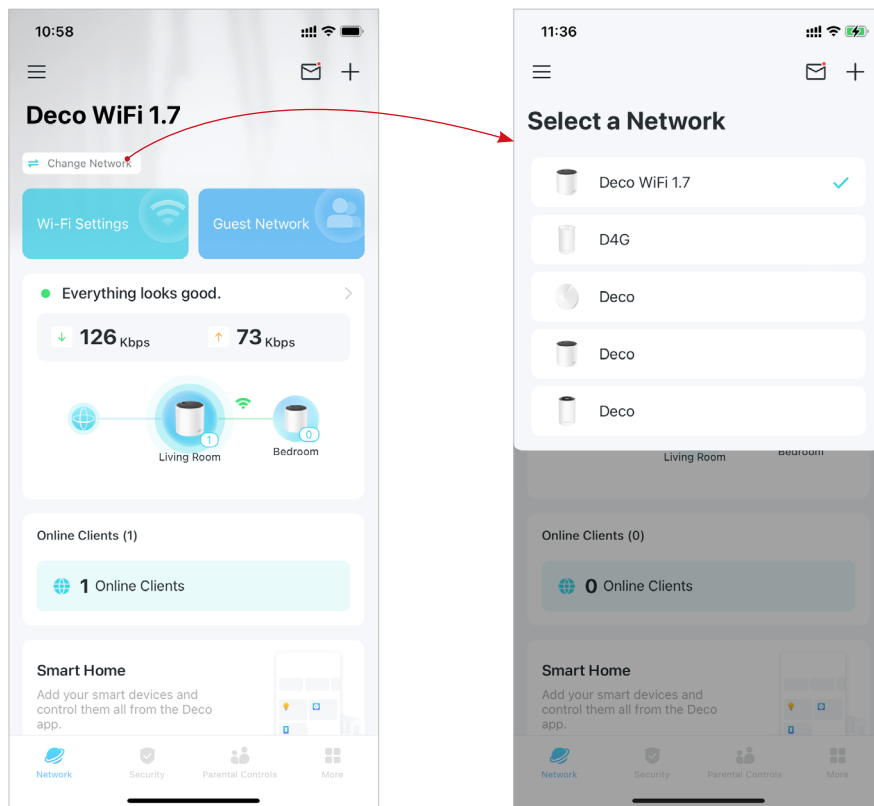 10:58
Deco WiFi 1.7
Change Network
Wi-Fi Settings
Guest Network
Everything looks good.
126 Kbps
73 Kbps
1
0
Living Room
Bedroom
Online Clients (1)
1 Online Clients
Smart Home
Add your smart devices and
control them all from the Deco
app.
Network
Security
Parental Controls
More
11:36
Select a Network
Deco WiFi 1.7
D4G
Deco
Deco
Deco
Living Room
Bedroom
Online Clients (0)
0 Online Clients
Smart Home
Add your smart devices and
control them all from the Deco
app.
Network
Security
Parental Controls
More